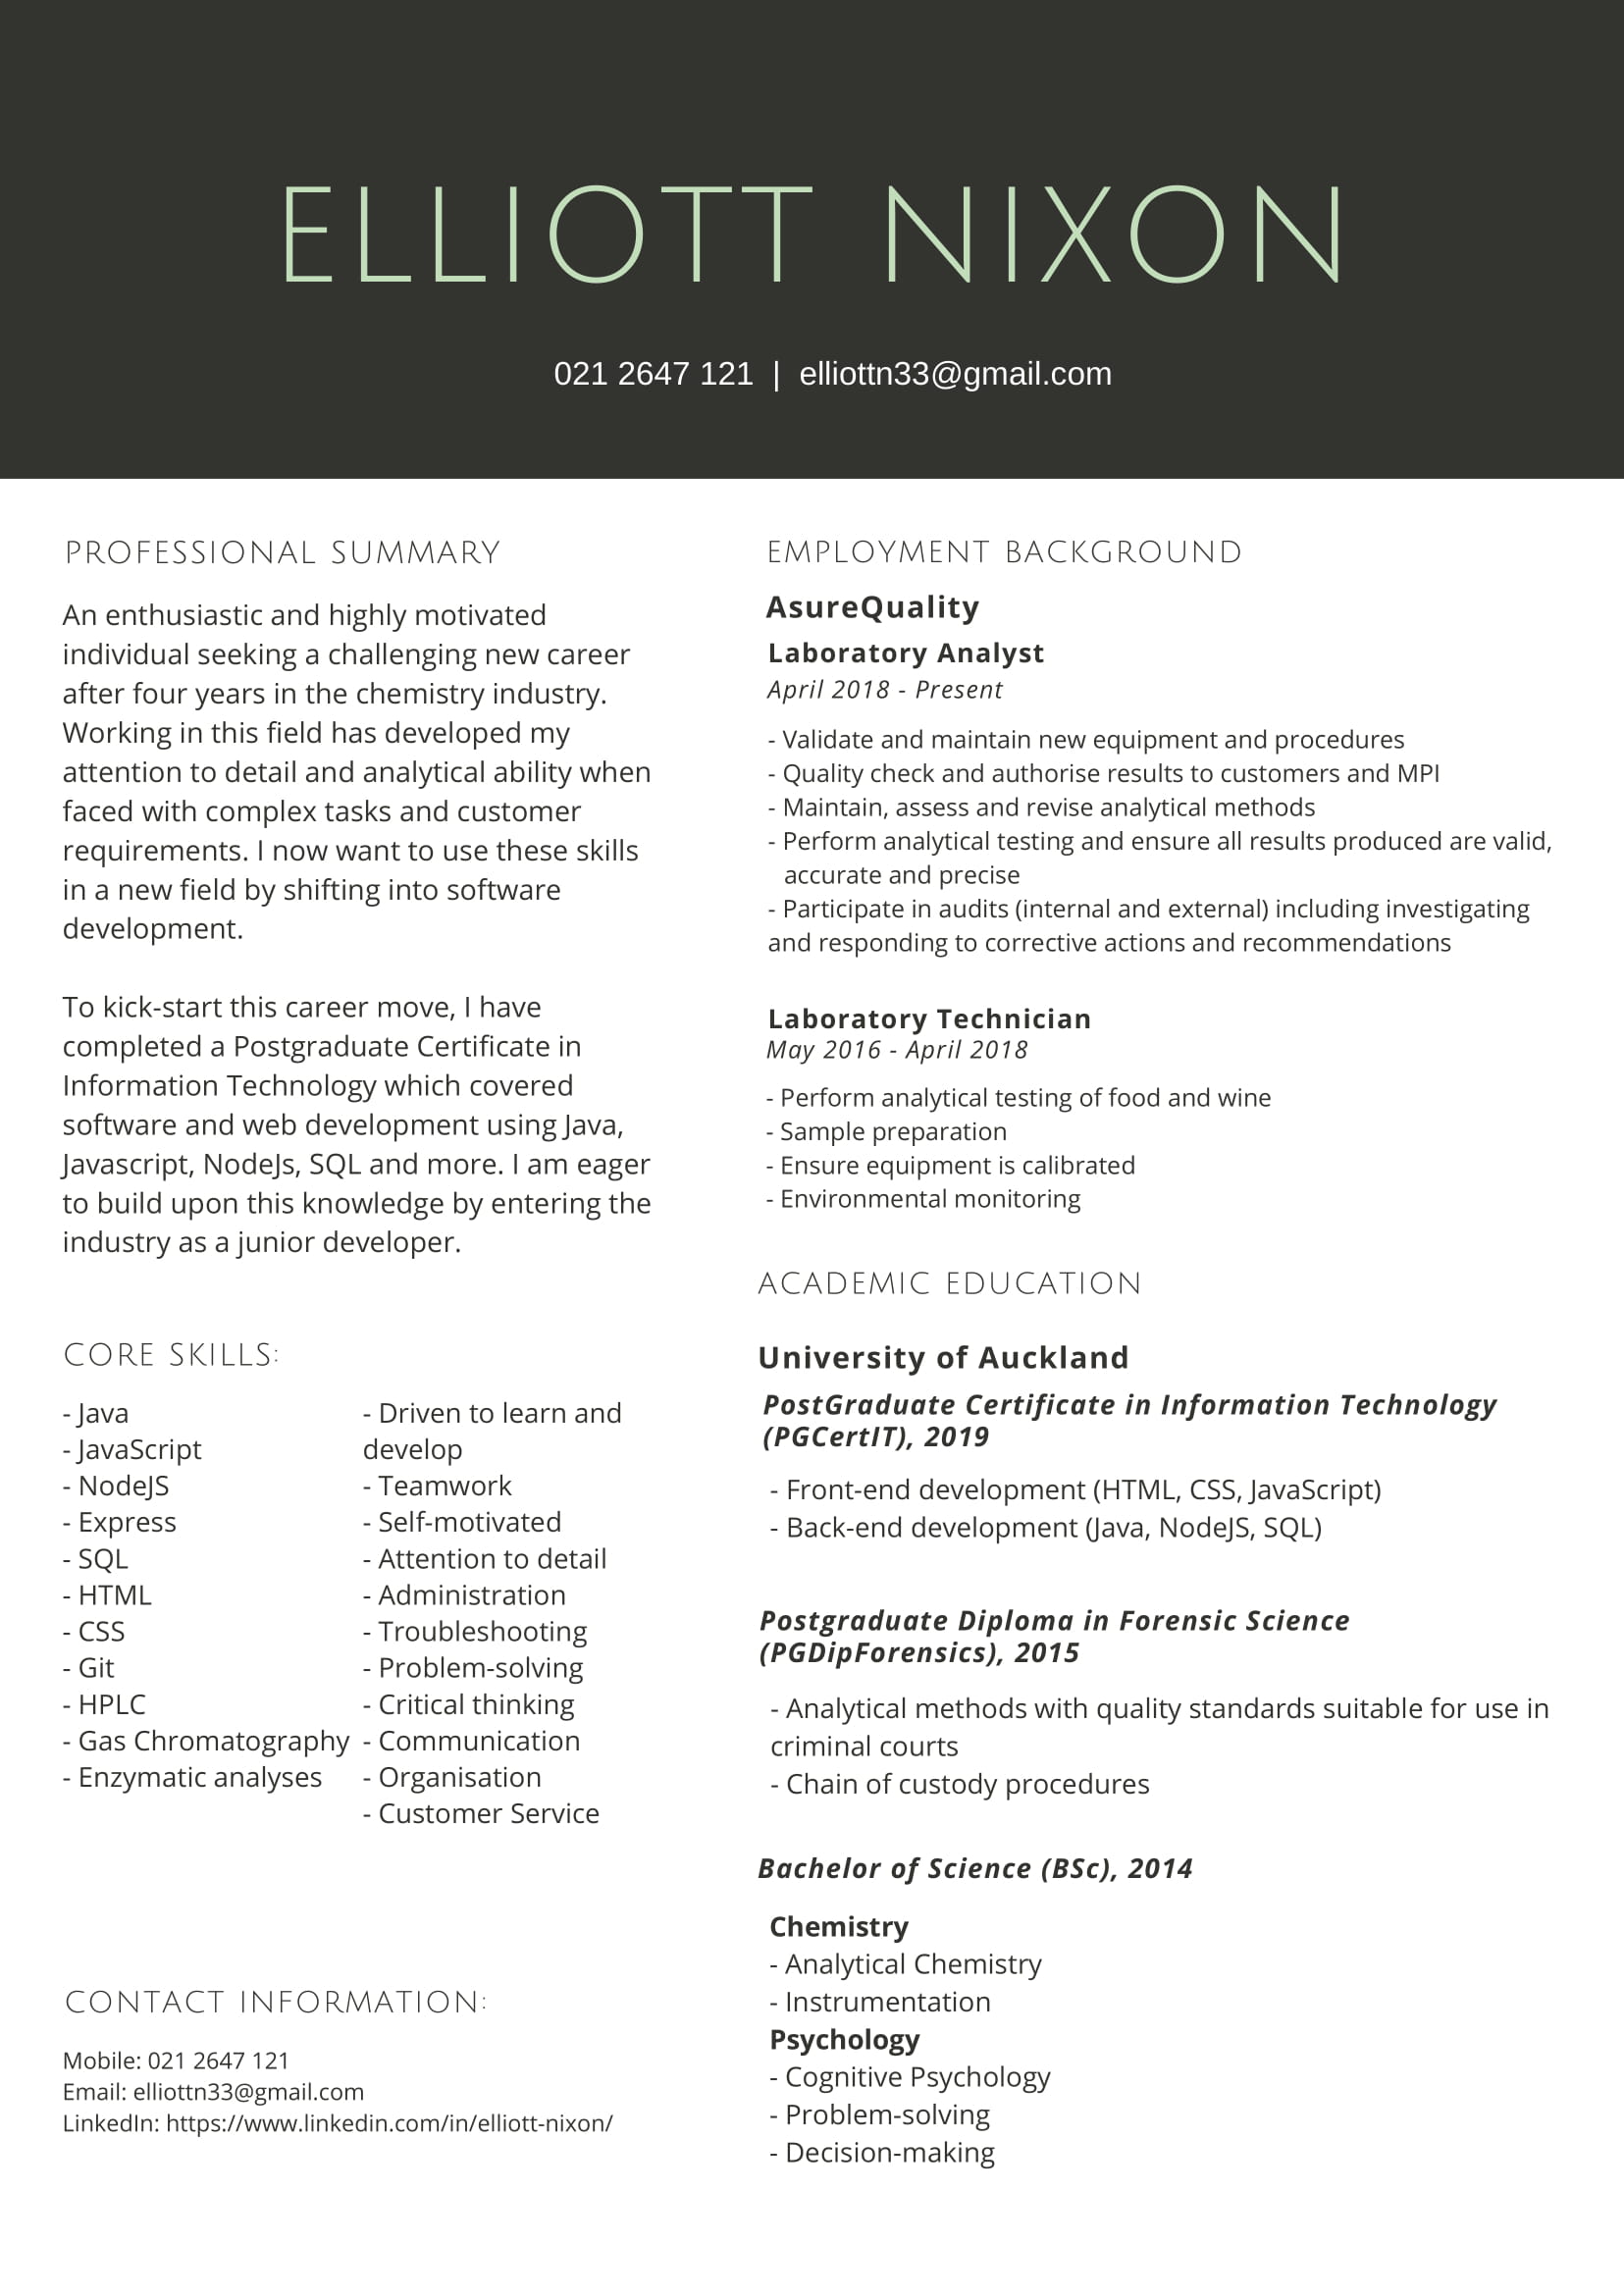 ELLIOTT NIXON
021 2647 121 | elliottn33@gmail.com
PROFESSIONAL SUMMARY
An enthusiastic and highly motivated
individual seeking a challenging new career
after four years in the chemistry industry.
Working in this field has developed my
attention to detail and analytical ability when
faced with complex tasks and customer
requirements. I now want to use these skills
in a new field by shifting into software
development.
To kick-start this career move, I have
completed a Postgraduate Certificate in
Information Technology which covered
software and web development using Java,
Javascript, NodeJs, SQL and more. I am eager
to build upon this knowledge by entering the
industry as a junior developer.
CORE SKILLS:
- Java
- JavaScript
- NodeJS
- Express
- SQL
- HTML
- CSS
- Git
- HPLC
- Gas Chromatography
- Enzymatic analyses
- Driven to learn and
develop
- Teamwork
- Self-motivated
- Attention to detail
- Administration
- Troubleshooting
- Problem-solving
- Critical thinking
- Communication
- Organisation
- Customer Service
CONTACT INFORMATION:
Mobile: 021 2647 121
Email: elliottn33@gmail.com
LinkedIn: https://www.linkedin.com/in/elliott-nixon/
EMPLOYMENT BACKGROUND
AsureQuality
Laboratory Analyst
April 2018 - Present
- Validate and maintain new equipment and procedures
- Quality check and authorise results to customers and MPI
- Maintain, assess and revise analytical methods
- Perform analytical testing and ensure all results produced are valid,
accurate and precise
- Participate in audits (internal and external) including investigating
and responding to corrective actions and recommendations
Laboratory Technician
May 2016 - April 2018
- Perform analytical testing of food and wine
- Sample preparation
- Ensure equipment is calibrated
- Environmental monitoring
ACADEMIC EDUCATION
University of Auckland
PostGraduate Certificate in Information Technology
(PGCertIT), 2019
- Front-end development (HTML, CSS, JavaScript)
- Back-end development (Java, NodeJS, SQL)
Postgraduate Diploma in Forensic Science
(PGDipForensics), 2015
- Analytical methods with quality standards suitable for use in
criminal courts
- Chain of custody procedures
Bachelor of Science (BSc), 2014
Chemistry
- Analytical Chemistry
- Instrumentation
Psychology
- Cognitive Psychology
- Problem-solving
- Decision-making